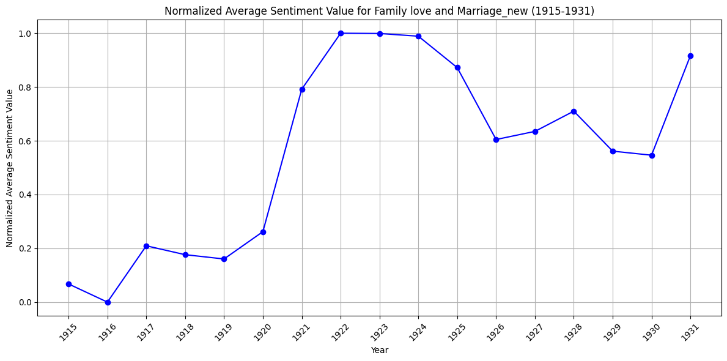 Normalized Average Sentiment Value for Family love and Marriage_new (1915-1931)
Normalized Average Sentiment Value
1.0
0.8
0.6
0.4
0.2
0.0
1915 1916 1917 1918 1919 1920 1921 1922 1923 1924 1925 1926 1927 1928 1929 1930 1931
Year